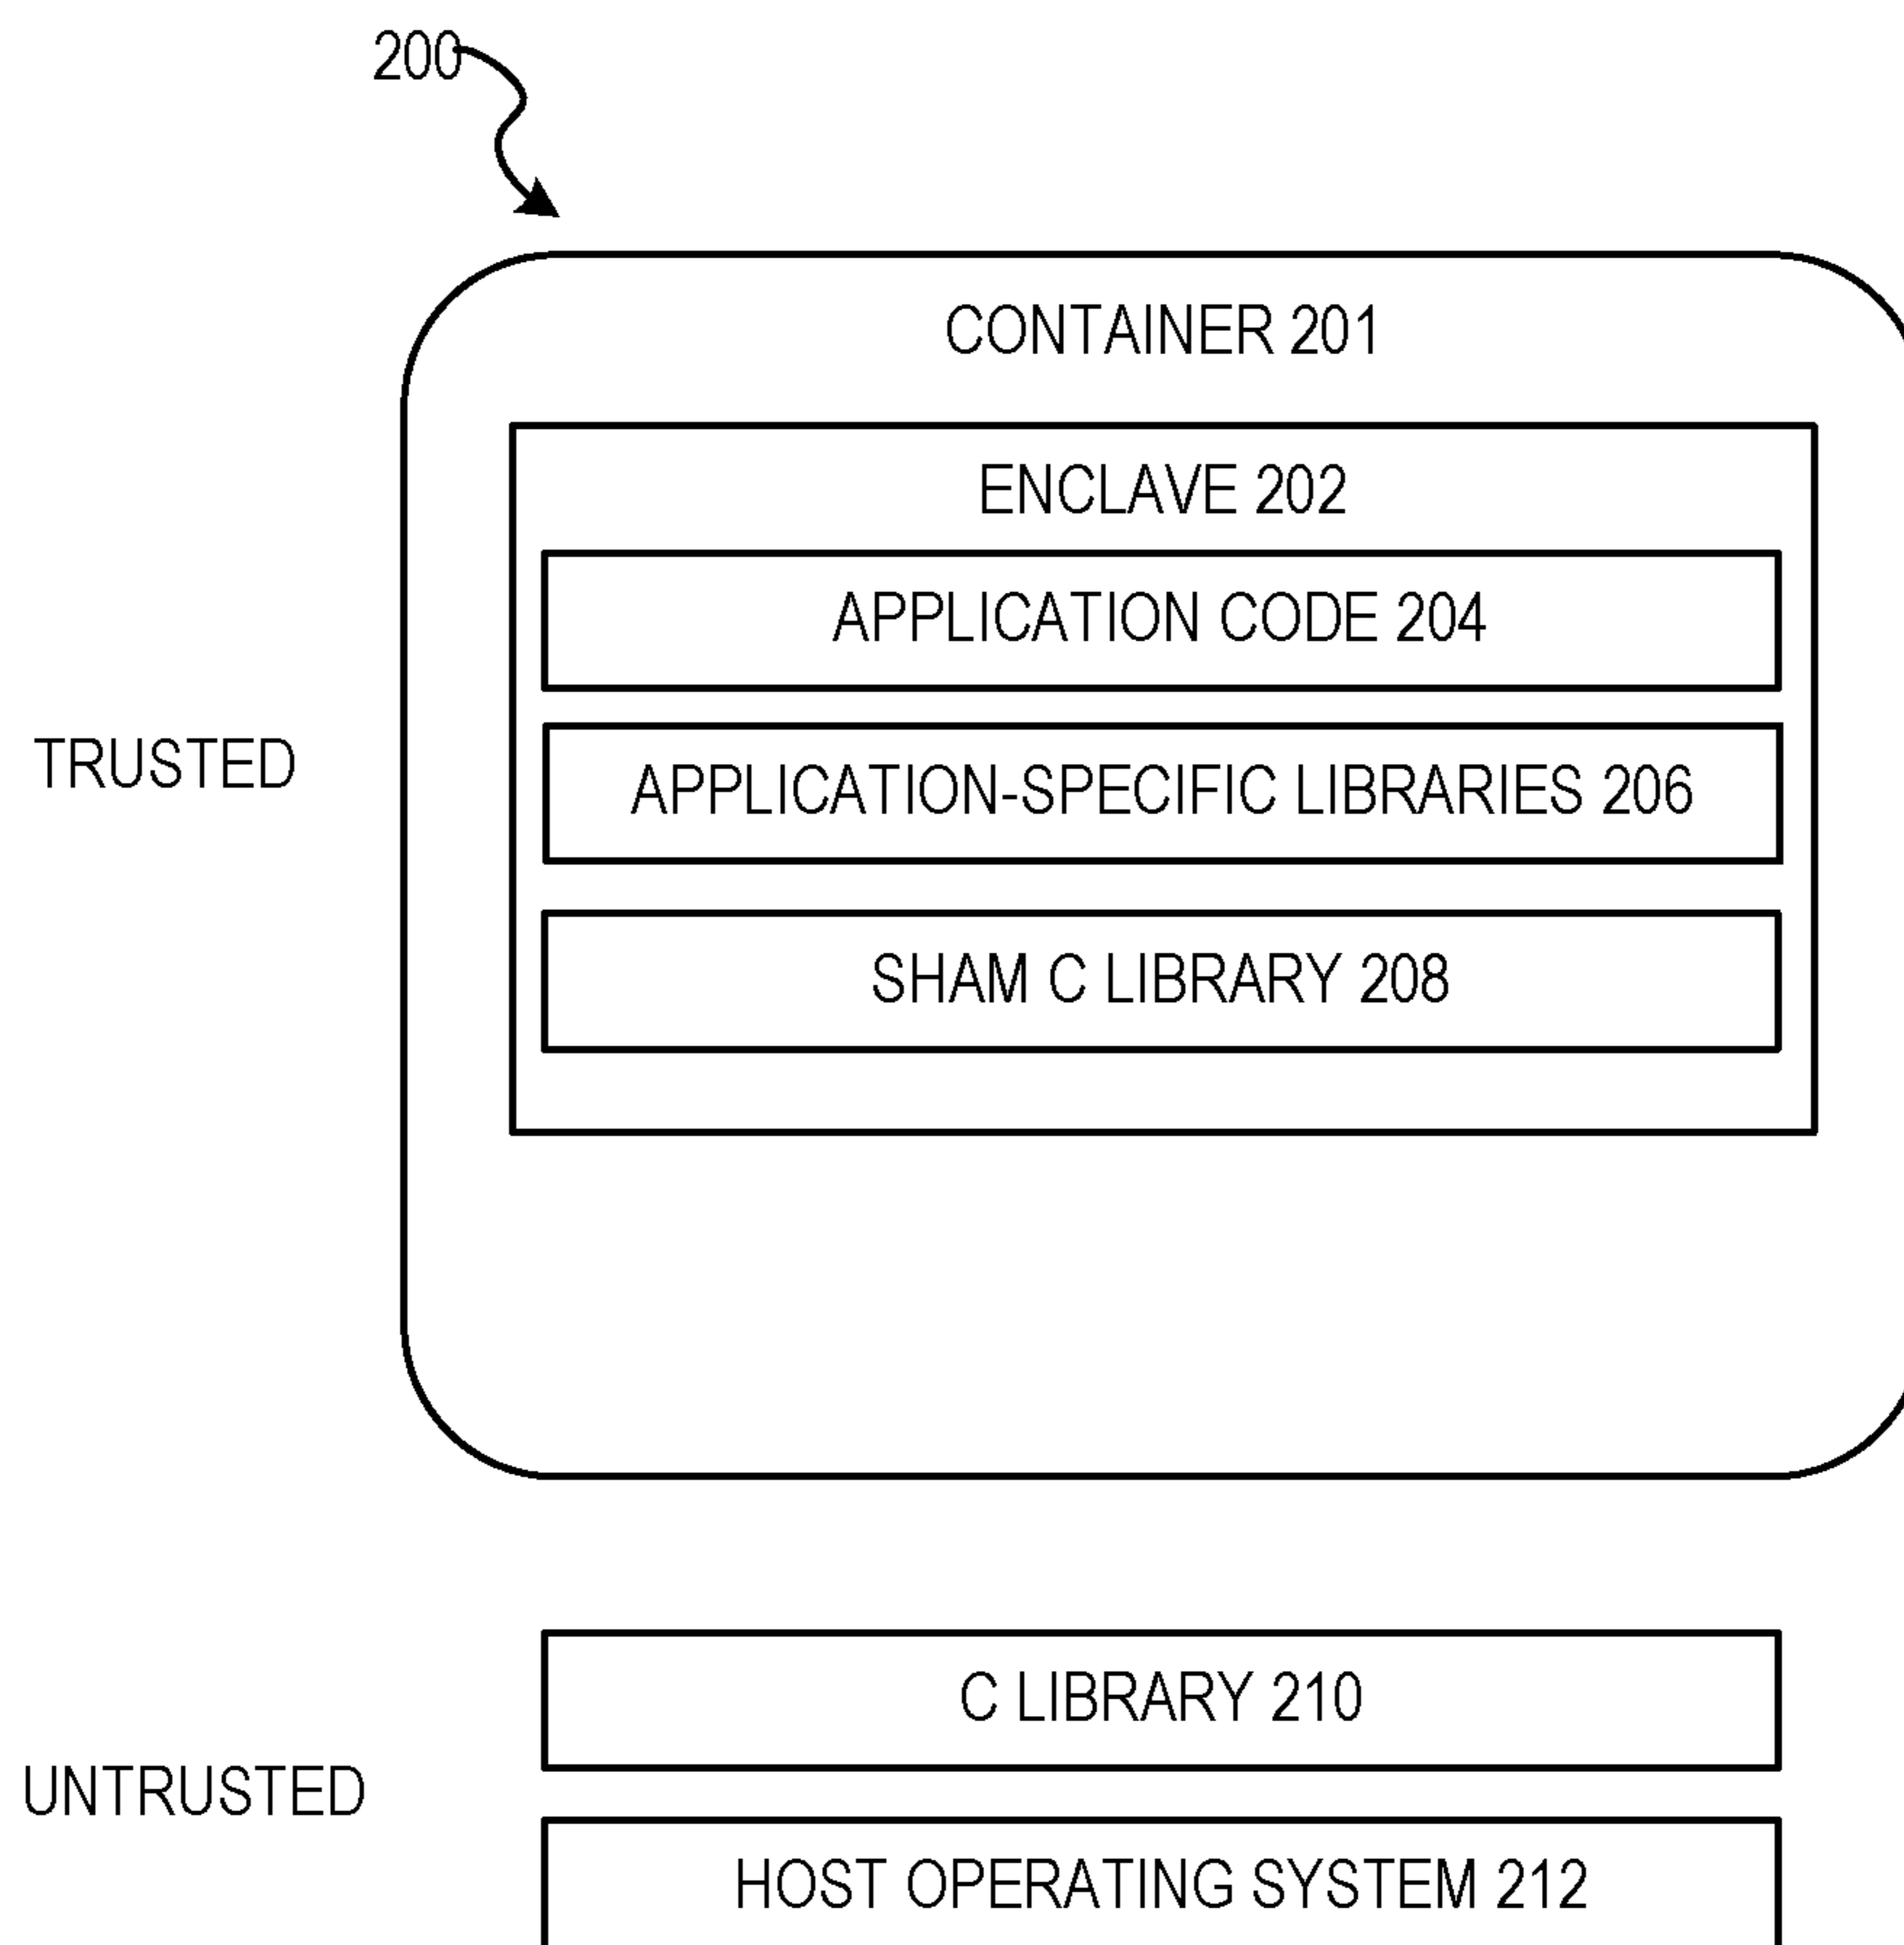 200
CONTAINER 201
ENCLAVE 202
APPLICATION CODE 204
TRUSTED
APPLICATION-SPECIFIC LIBRARIES 206
SHAM C LIBRARY 208
C LIBRARY 210
UNTRUSTED
HOST OPERATING SYSTEM 212